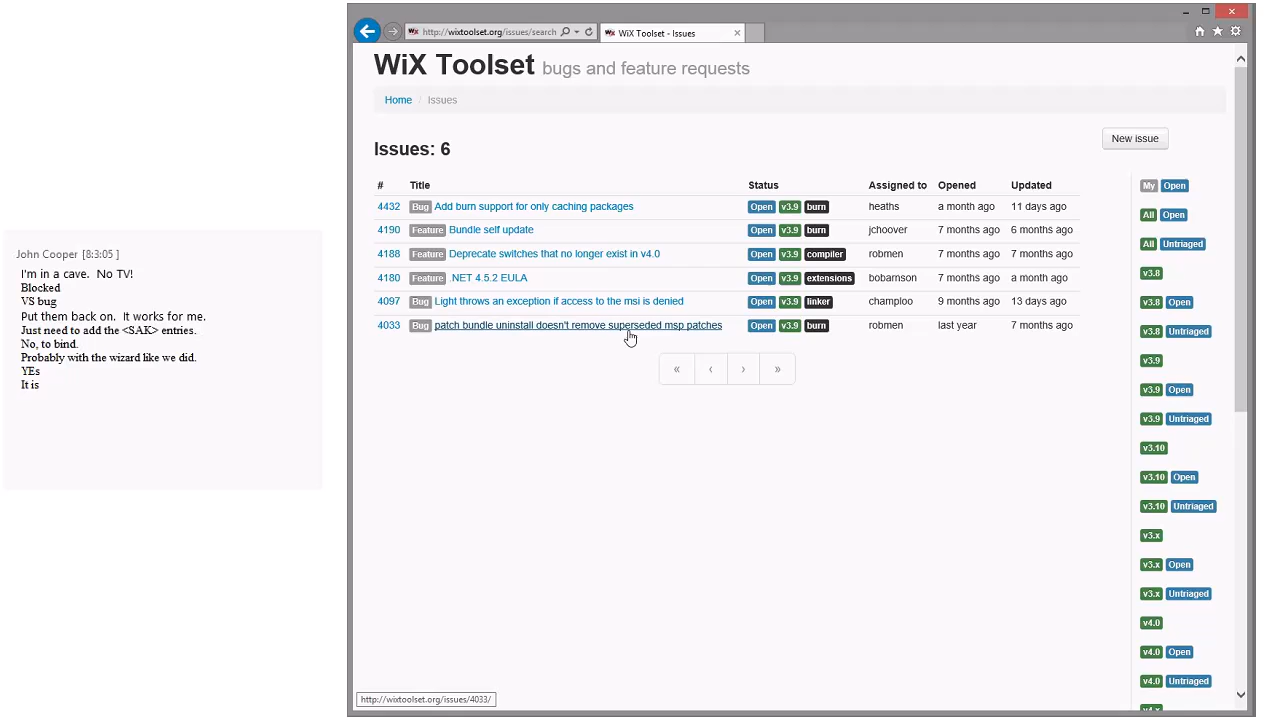 John Cooper [8:3:05 ]
I'm in a cave. No TV!
Blocked
VS bug
Put them back on. It works for me.
Just need to add the <SAK> entries.
No, to bind.
Probably with the wizard like we did.
YEs
It is
http://wixtoolset.org/issues/search
WiX Toolset - Issues
WiX Toolset bugs and feature requests
Home / Issues
New issue
Issues: 6
# Title Status Assigned to Opened Updated
4432 Bug Add burn support for only caching packages Open v3.9 burn heaths a month ago 11 days ago
4190 Feature Bundle self update Open v3.9 burn jchoover 7 months ago 6 months ago
4188 Feature Deprecate switches that no longer exist in v4.0 Open v3.9 compiler robmen 7 months ago 7 months ago
4180 Feature .NET 4.5.2 EULA Open v3.9 extensions bobarnson 7 months ago a month ago
4097 Bug Light throws an exception if access to the msi is denied Open v3.9 linker champloo 9 months ago 13 days ago
4033 Bug patch bundle uninstall doesn't remove superseded msp patches Open v3.9 burn robmen last year 7 months ago
« ‹ › »
My Open
All Open
All Untriaged
v3.8
v3.8 Open
v3.8 Untriaged
v3.9
v3.9 Open
v3.9 Untriaged
v3.10
v3.10 Open
v3.10 Untriaged
v3.x
v3.x Open
v3.x Untriaged
v4.0
v4.0 Open
v4.0 Untriaged
v4.x
http://wixtoolset.org/issues/4033/